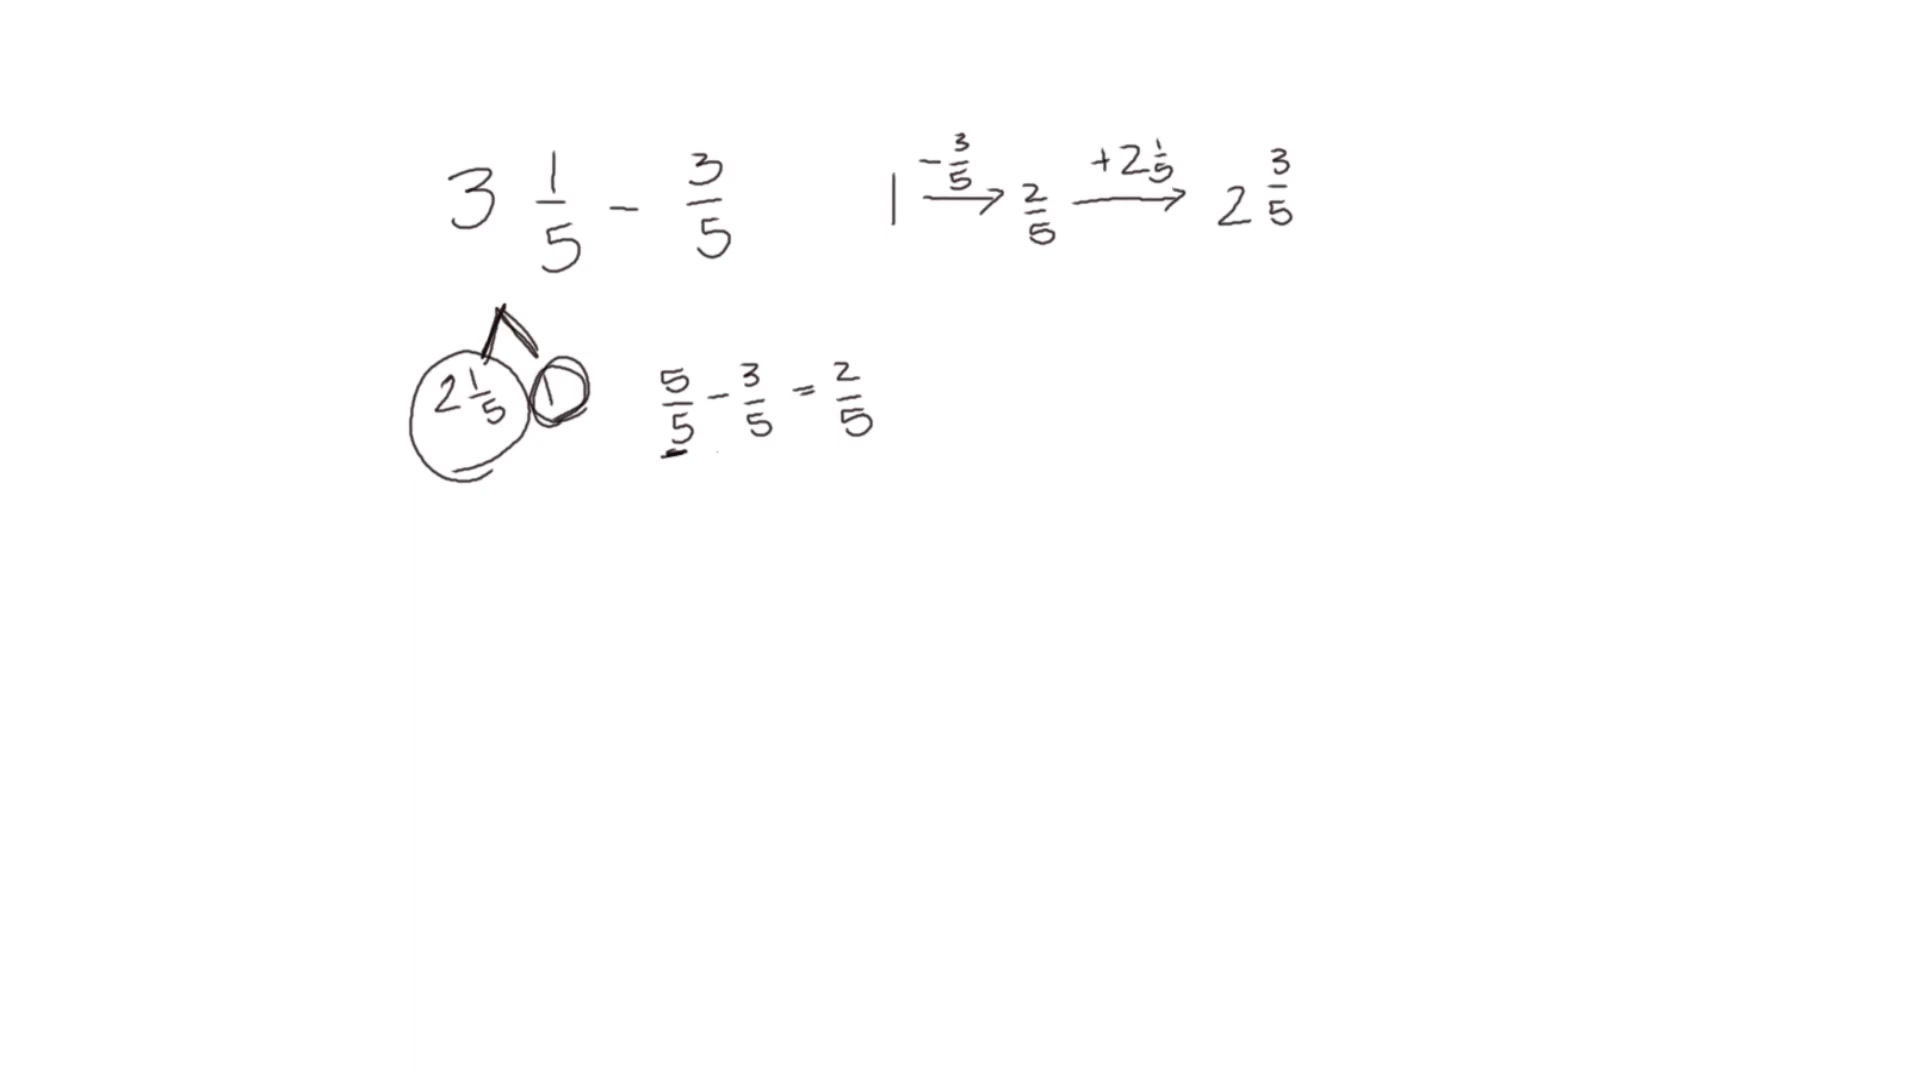 3 1/5 - 3/5
1 -3/5 → 2/5 +2 1/5 → 2 3/5
2 1/5 1
5/5 - 3/5 = 2/5